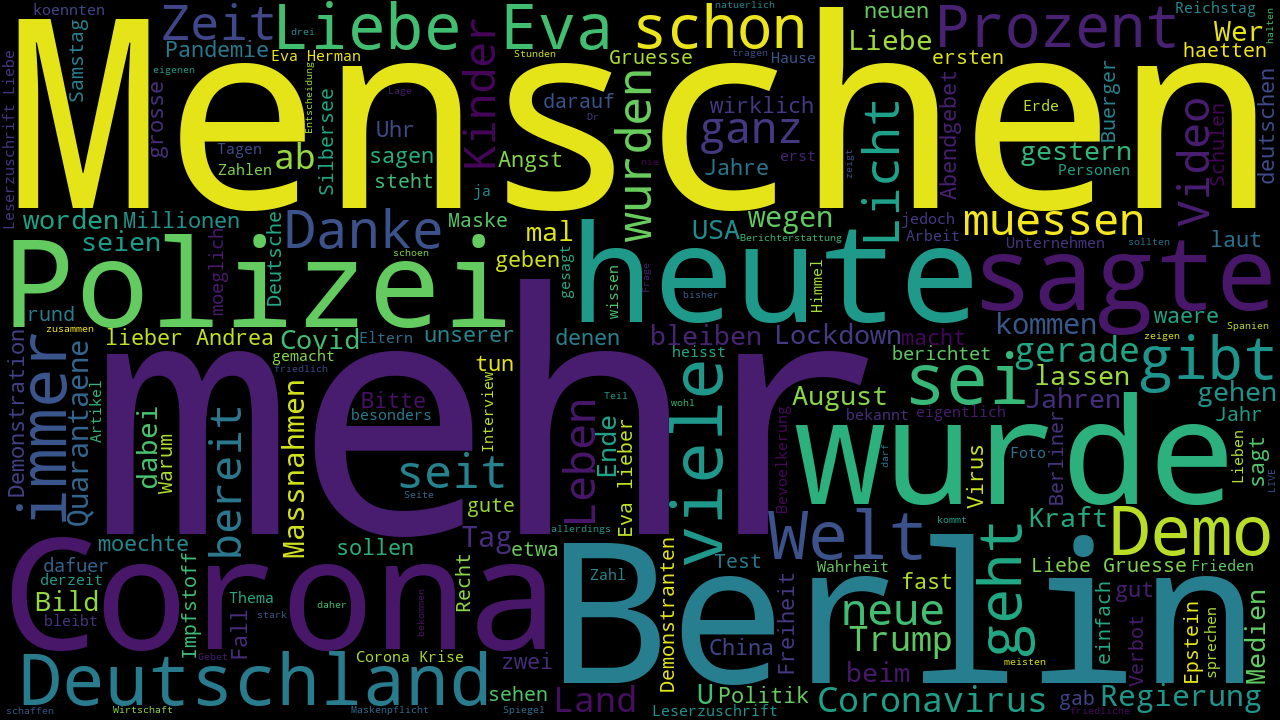 koennten
Zeit
Liebe
drei
Eva
schon
natuerlich
neuen
Prozent
Reichstag
Wer
halten
Samstag
Pandemie
Eva Herman
Stunden
Kinder
Gruesse
tragen
Hause
Liebe
ersten
haetten
Leserzuschrift Liebe
Menschen
eigenen
grosse
Entscheidung
Lage
darauf
Dr
wurden
wirklich
ganz
Licht
Abendgebet
Erde
Buerger
Video
Schulen
deutschen
Uhr
Silbersee
Tagen
Zahlen
ab
sagen
steht
Angst
ja
nie
Jahre
erst
zeigt
gestern
Personen
worden
Millionen
Deutsche
Danke
Maske
mal
USA
wegen
Berichterstattung
jedoch
Arbeit
muessen
Unternehmen
sollten
laut
seien
moeglich
schoen
geben
gesagt
wissen
Frage
bisher
Himmel
Polizei
heute
sagte
rund
zusammen
lieber Andrea
Covid
Eltern
unserer
denen
bleiben
Lockdown
macht
kommen
waere
Spanien
zeigen
Demonstration
immer
Quarantaene
Artikel
gemacht
friedlich
tun
heisst
berichtet
sei
gerade
gibt
mehr
dabei
Warum
bereit
Massnahmen
Bitte
besonders
Interview
Leben
Ende
Teil
Eva lieber
viele
wohl
Bevoelkerung
August
bekannt
eigentlich
lassen
Jahren
gehen
Jahr
seit
Seite
gute
wurde
darf
Virus
Foto
Berliner
Lieben
sagt
LIVE
moechte
sollen
Tag
etwa
allerdings
Welt
kommt
geht
Kraft
Demo
dafuer
derzeit
Bild
bleibt
Corona
Impfstoff
Fall
Thema
stark
Gebet
daher
bekommen
Recht
Zahl
Berlin
Demonstranten
Test
China
Freiheit
Wahrheit
fast
neue
Trump
Liebe Gruesse
Frieden
einfach
gut
Verbot
Epstein
sprechen
Medien
Deutschland
Corona Krise
zwei
beim
meisten
schaffen
Wirtschaft
Maskenpflicht
sehen
Spiegel
Land
U
Politik
Leserzuschrift
Coronavirus
gab
friedliche
Regierung